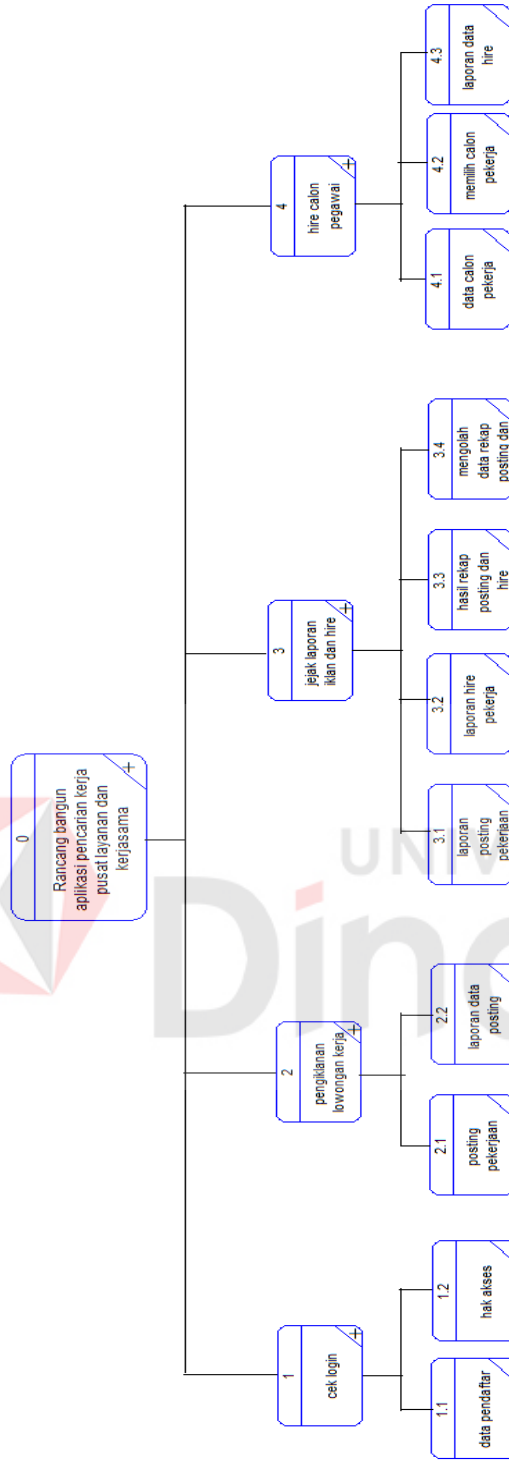 0
Rancang bangun
aplikasi pencarian kerja
pusat layanan dan
kerjasama
1
cek login
2
pengiklanan
lowongan kerja
3
jejak laporan
iklan dan hire
4
hire calon
pegawai
1.1
data pendaftar
1.2
hak akses
2.1
posting
pekerjaan
2.2
laporan data
posting
3.1
laporan
posting
pekerjaan
3.2
laporan hire
pekerja
3.3
hasil rekap
posting dan
hire
3.4
mengolah
data rekap
posting dan
4.1
data calon
pekerja
4.2
memilih calon
pekerja
4.3
laporan data
hire
UNIV
Dinc